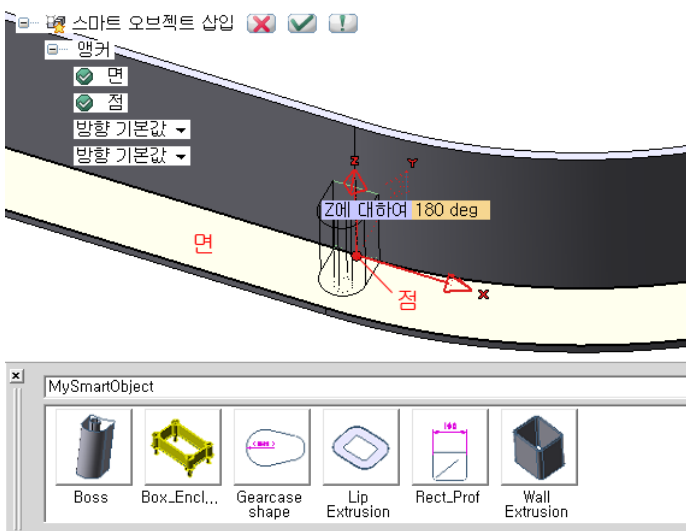 스마트 오브젝트 삽입
앵커
면
점
방향 기본값
방향 기본값
Z
Y
Z에 대하여 180 deg
면
점
X
MySmartObject
Boss
Box_Encl...
Gearcase shape
Lip Extrusion
Rect_Prof
Wall Extrusion